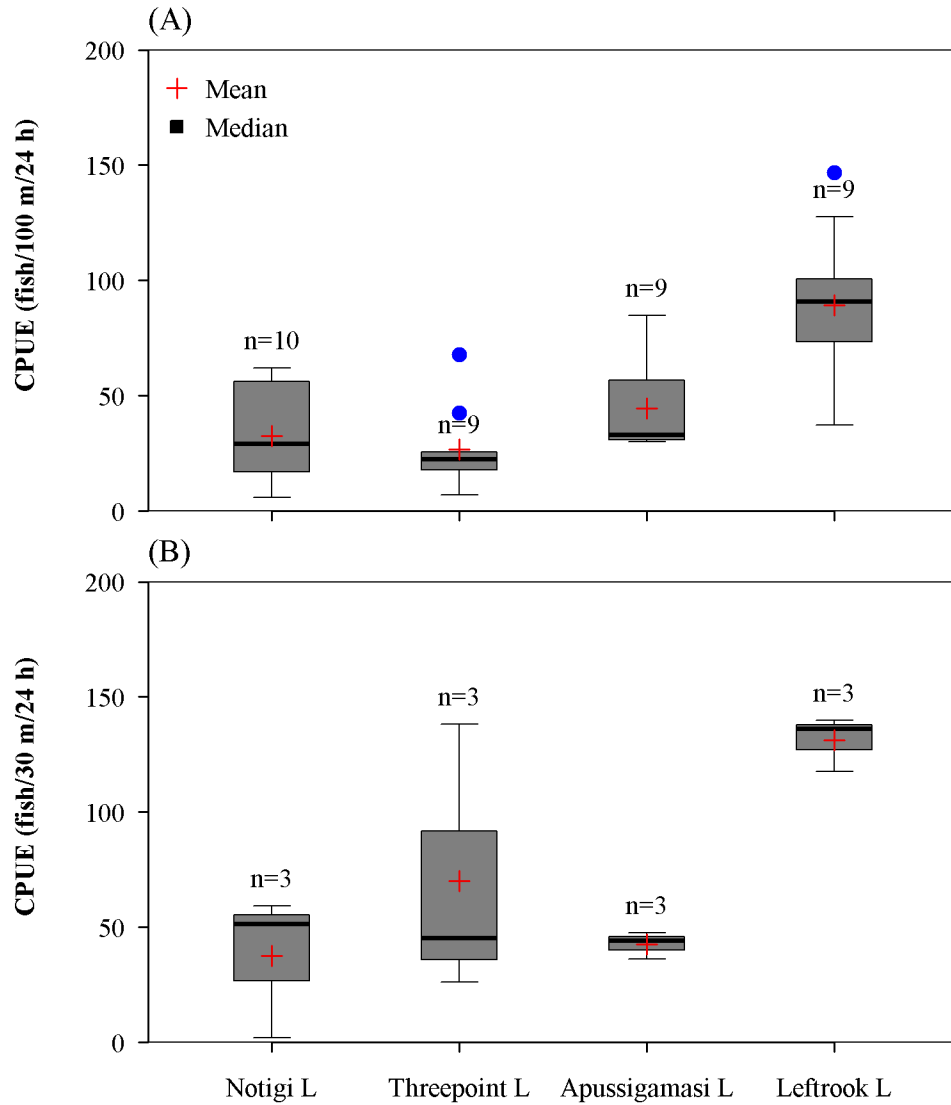 (A)
200
150
100
50
0
CPUE (fish/100 m/24 h)
Mean
Median
n=10
n=9
n=9
n=9
(B)
200
150
100
50
0
CPUE (fish/30 m/24 h)
n=3
n=3
n=3
n=3
Notigi L
Threepoint L
Apussigamasi L
Leftrook L